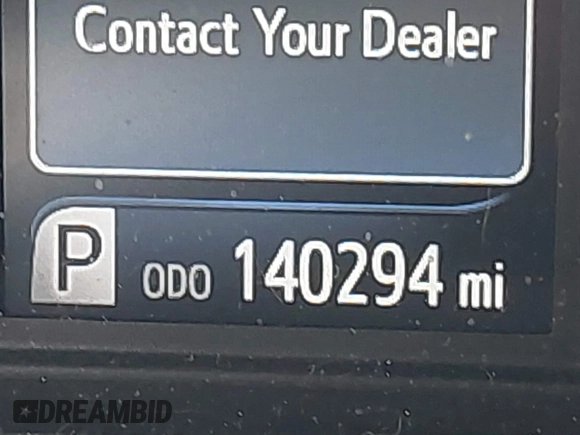 Contact Your Dealer
P ODO 140294 mi
DREAMBID